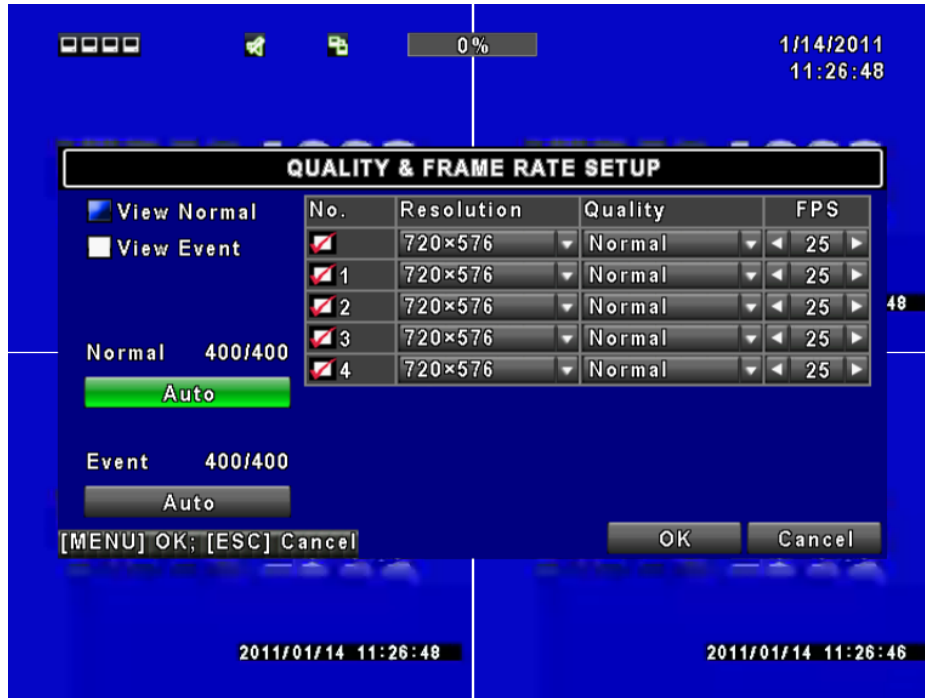 0%
1/14/2011
11:26:48
QUALITY & FRAME RATE SETUP
View Normal
View Event
No. Resolution Quality FPS
720×576 Normal 25
1 720×576 Normal 25
2 720×576 Normal 25
3 720×576 Normal 25
4 720×576 Normal 25
48
Normal 400/400
Auto
Event 400/400
Auto
[MENU] OK; [ESC] Cancel
OK
Cancel
2011/01/14 11:26:48
2011/01/14 11:26:46